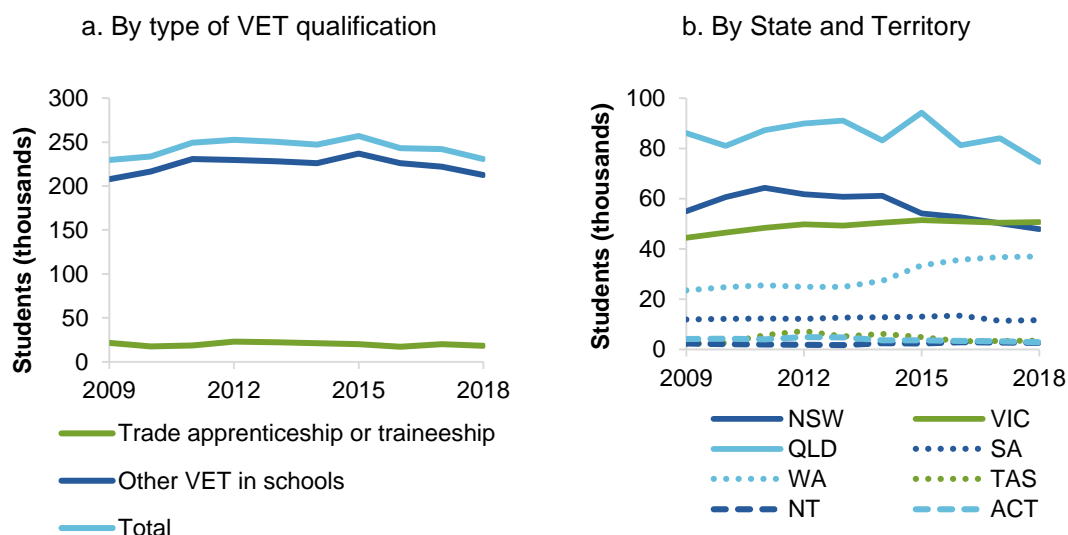 a. By type of VET qualification
Students (thousands)
300
250
200
150
100
50
0
2009
2012
2015
2018
Trade apprenticeship or traineeship
Other VET in schools
Total
b. By State and Territory
Students (thousands)
100
80
60
40
20
0
2009
2012
2015
2018
NSW
VIC
QLD
SA
WA
TAS
NT
ACT